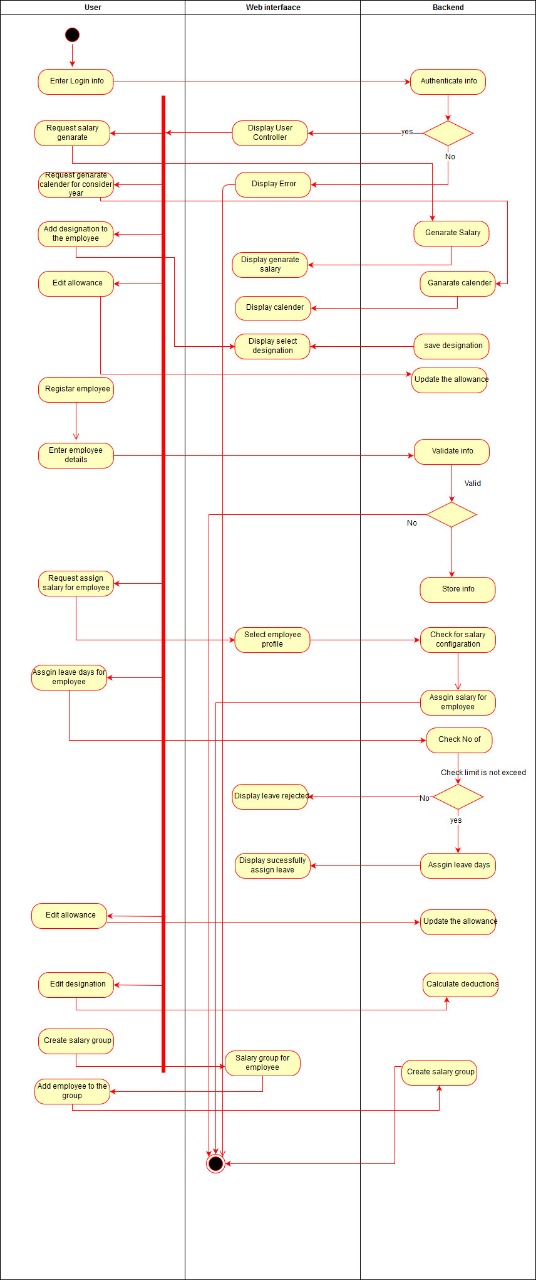 User
Web interfaace
Backend
Enter Login info
Authenticate info
Request salary
genarate
Display User
Controller
yes
No
Request genarate
calender for consider
year
Display Error
Add designation to
the employee
Genarate Salary
Display genarate
salary
Edit allowance
Ganarate calender
Display calender
Display select
designation
save designation
Update the allowance
Registar employee
Enter employee
details
Validate info
Valid
No
Request assign
salary for employee
Store info
Select employee
profile
Check for salary
configaration
Assgin leave days for
employee
Assgin salary for
employee
Check No of
Check limit is not exceed
Display leave rejected
No
yes
Display sucessfully
assign leave
Assgin leave days
Edit allowance
Update the allowance
Edit designation
Calculate deductions
Create salary group
Salary group for
employee
Create salary group
Add employee to the
group